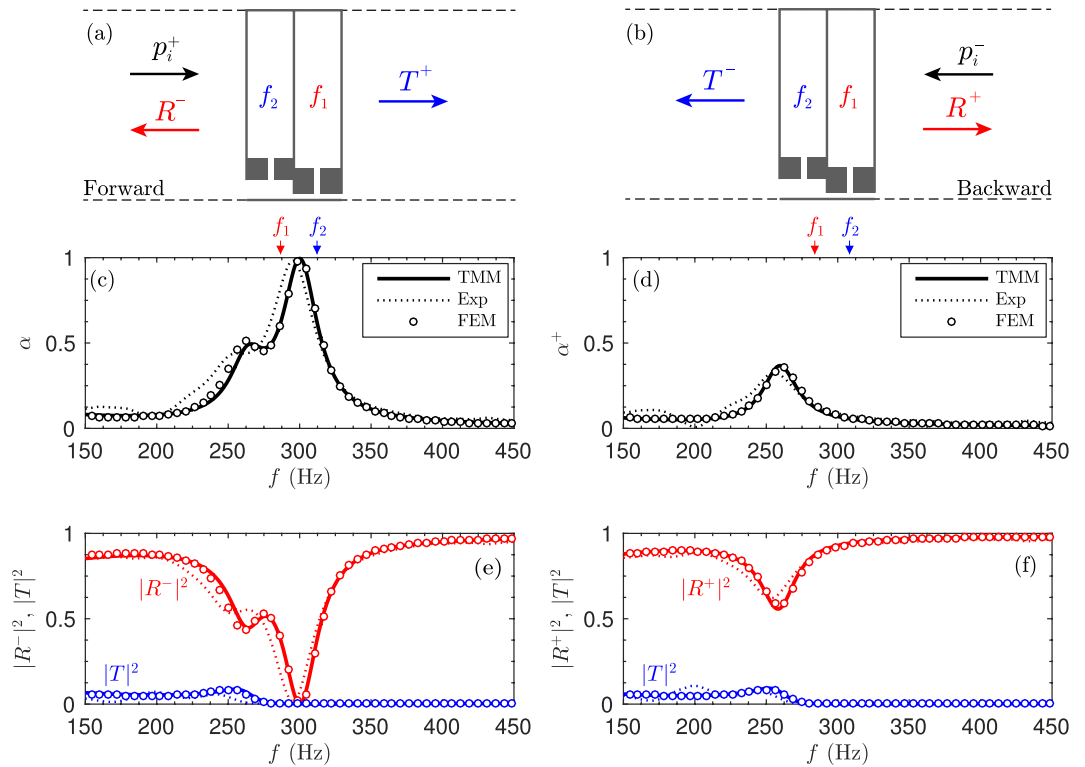 (a)
p_i^+
R^-
f_2
f_1
T^+
Forward
(b)
T^-
f_2
f_1
p_i^-
R^+
Backward
f_1 f_2
(c)
1
0.5
0
α
TMM
Exp
FEM
150 200 250 300 350 400 450
f (Hz)
f_1 f_2
(d)
1
0.5
0
α^+
TMM
Exp
FEM
150 200 250 300 350 400 450
f (Hz)
(e)
1
0.5
0
|R^-|^2, |T|^2
|R^-|^2
|T|^2
150 200 250 300 350 400 450
f (Hz)
(f)
1
0.5
0
|R^+|^2, |T|^2
|R^+|^2
|T|^2
150 200 250 300 350 400 450
f (Hz)